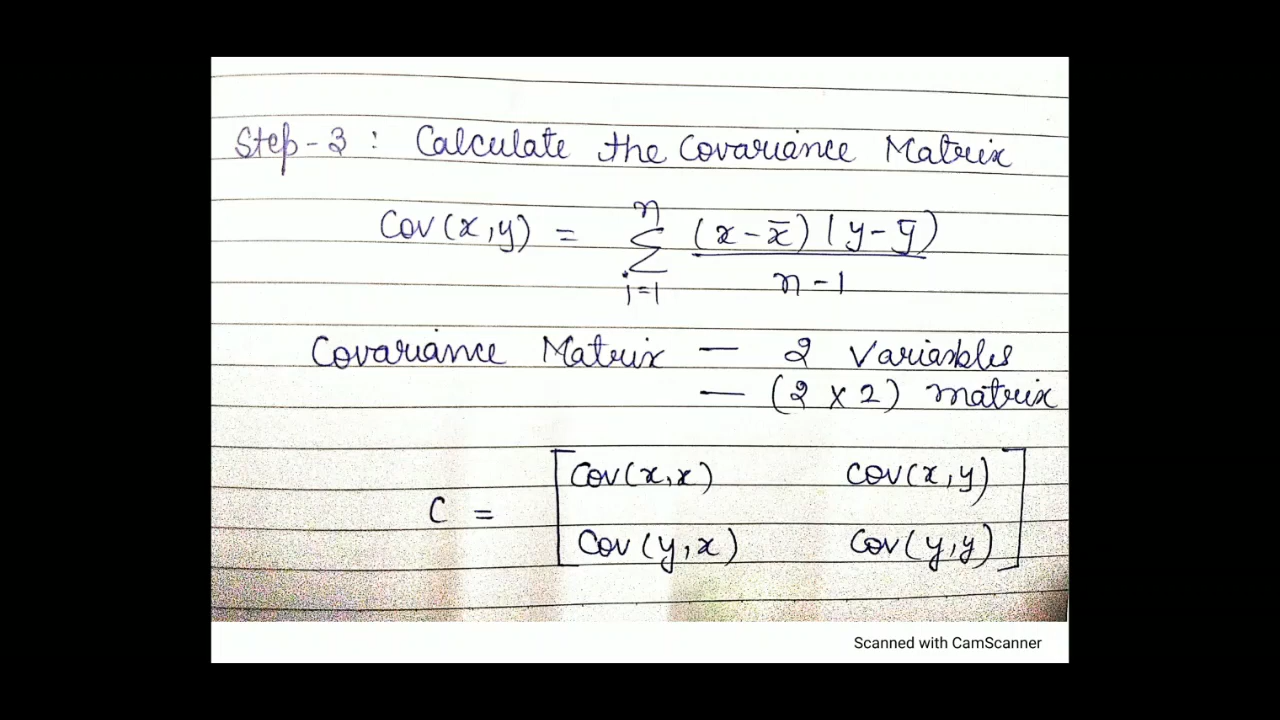 Step-3 : Calculate the Covariance Matrix
Cov(x,y) = n ∑ i=1 (x-x̄) (y-ȳ) / n-1
Covariance Matrix — 2 Variables
— (2 x 2) matrix
C = [ Cov(x,x) Cov(x,y)
Cov(y,x) Cov(y,y) ]
Scanned with CamScanner